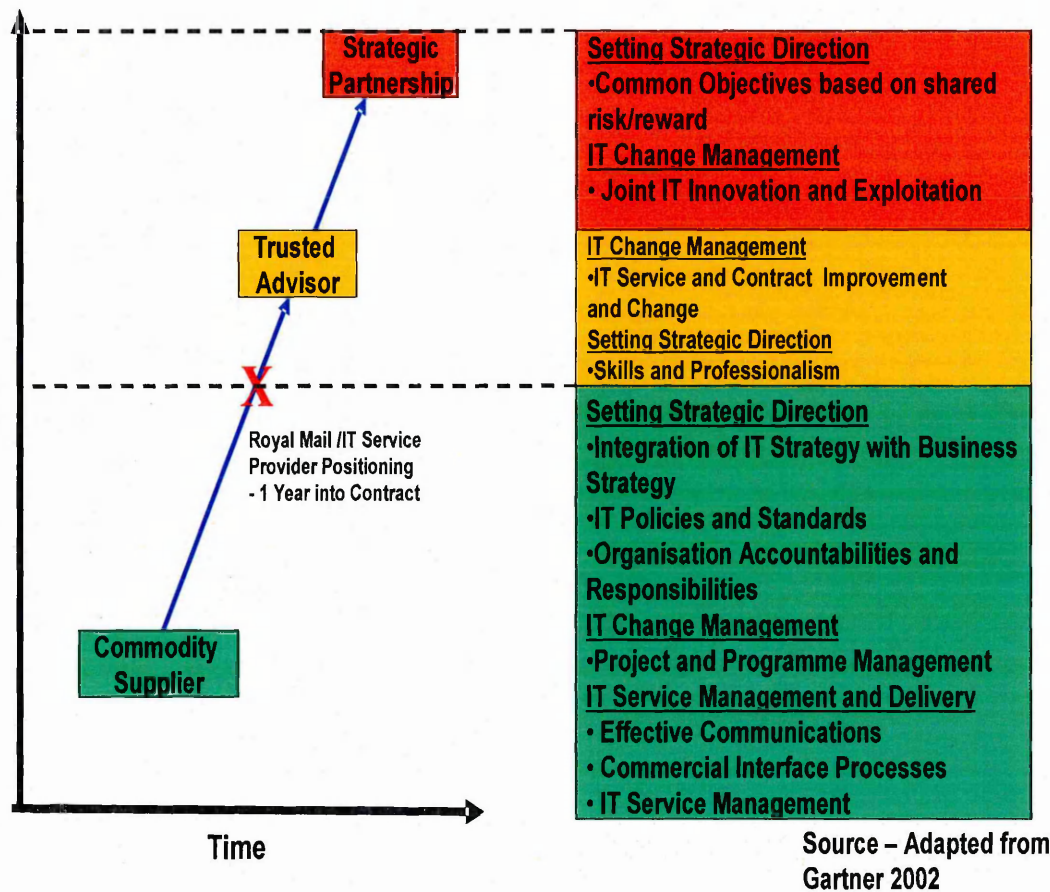 Strategic
Partnership
Trusted
Advisor
X
Royal Mail /IT Service
Provider Positioning
- 1 Year into Contract
Commodity
Supplier
Time
Setting Strategic Direction
•Common Objectives based on shared
risk/reward
IT Change Management
• Joint IT Innovation and Exploitation
IT Change Management
•IT Service and Contract Improvement
and Change
Setting Strategic Direction
•Skills and Professionalism
Setting Strategic Direction
•Integration of IT Strategy with Business
Strategy
•IT Policies and Standards
•Organisation Accountabilities and
Responsibilities
IT Change Management
•Project and Programme Management
IT Service Management and Delivery
• Effective Communications
• Commercial Interface Processes
• IT Service Management
Source – Adapted from
Gartner 2002